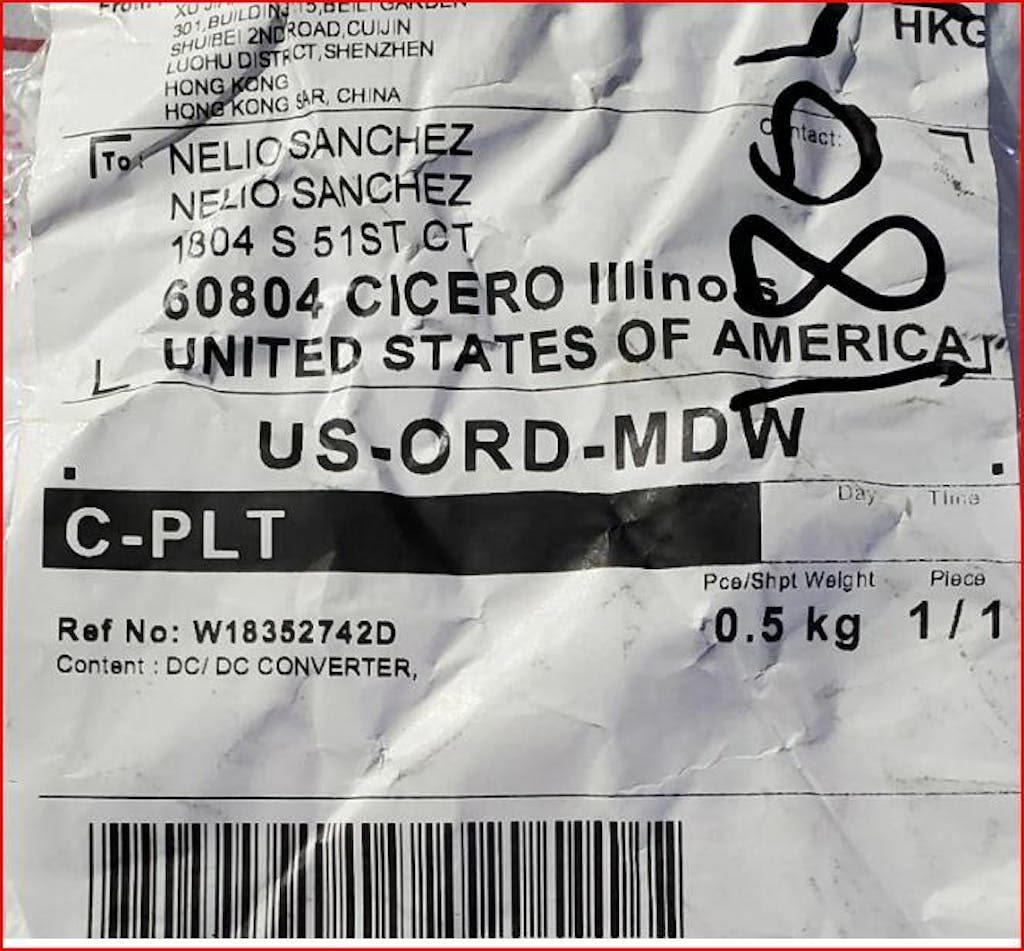 From
301, BUILDING 15, BEILI GARDEN
SHUIBEI 2NDROAD, CUIJIN
LUOHU DISTRCT, SHENZHEN
HONG KONG
HONG KONG SAR, CHINA
HKG
Contact:
To: NELIO SANCHEZ
NELIO SANCHEZ
1804 S 51ST CT
60804 CICERO Illinois
UNITED STATES OF AMERICA
US-ORD-MDW
C-PLT
Day Time
Pce/Shpt Weight Piece
0.5 kg 1/1
Ref No: W18352742D
Content : DC/ DC CONVERTER,